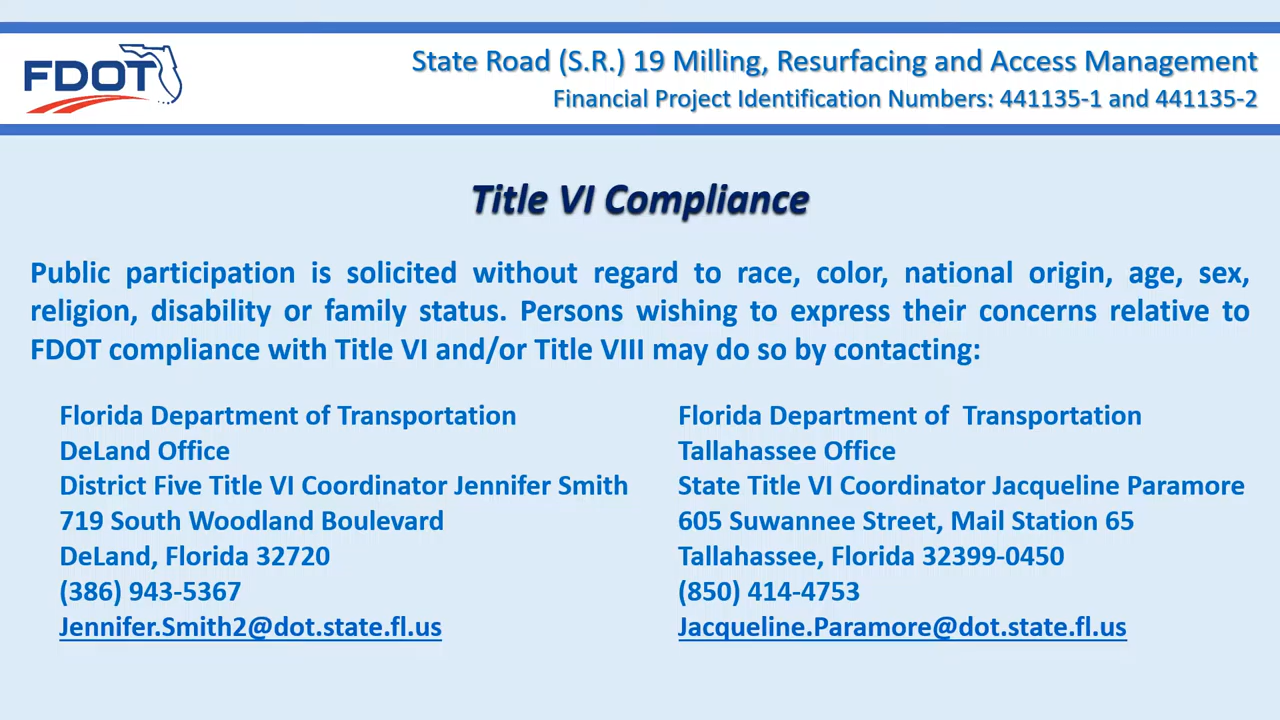 FDOT
State Road (S.R.) 19 Milling, Resurfacing and Access Management
Financial Project Identification Numbers: 441135-1 and 441135-2
Title VI Compliance
Public participation is solicited without regard to race, color, national origin, age, sex,
religion, disability or family status. Persons wishing to express their concerns relative to
FDOT compliance with Title VI and/or Title VIII may do so by contacting:
Florida Department of Transportation
DeLand Office
District Five Title VI Coordinator Jennifer Smith
719 South Woodland Boulevard
DeLand, Florida 32720
(386) 943-5367
Jennifer.Smith2@dot.state.fl.us
Florida Department of  Transportation
Tallahassee Office
State Title VI Coordinator Jacqueline Paramore
605 Suwannee Street, Mail Station 65
Tallahassee, Florida 32399-0450
(850) 414-4753
Jacqueline.Paramore@dot.state.fl.us